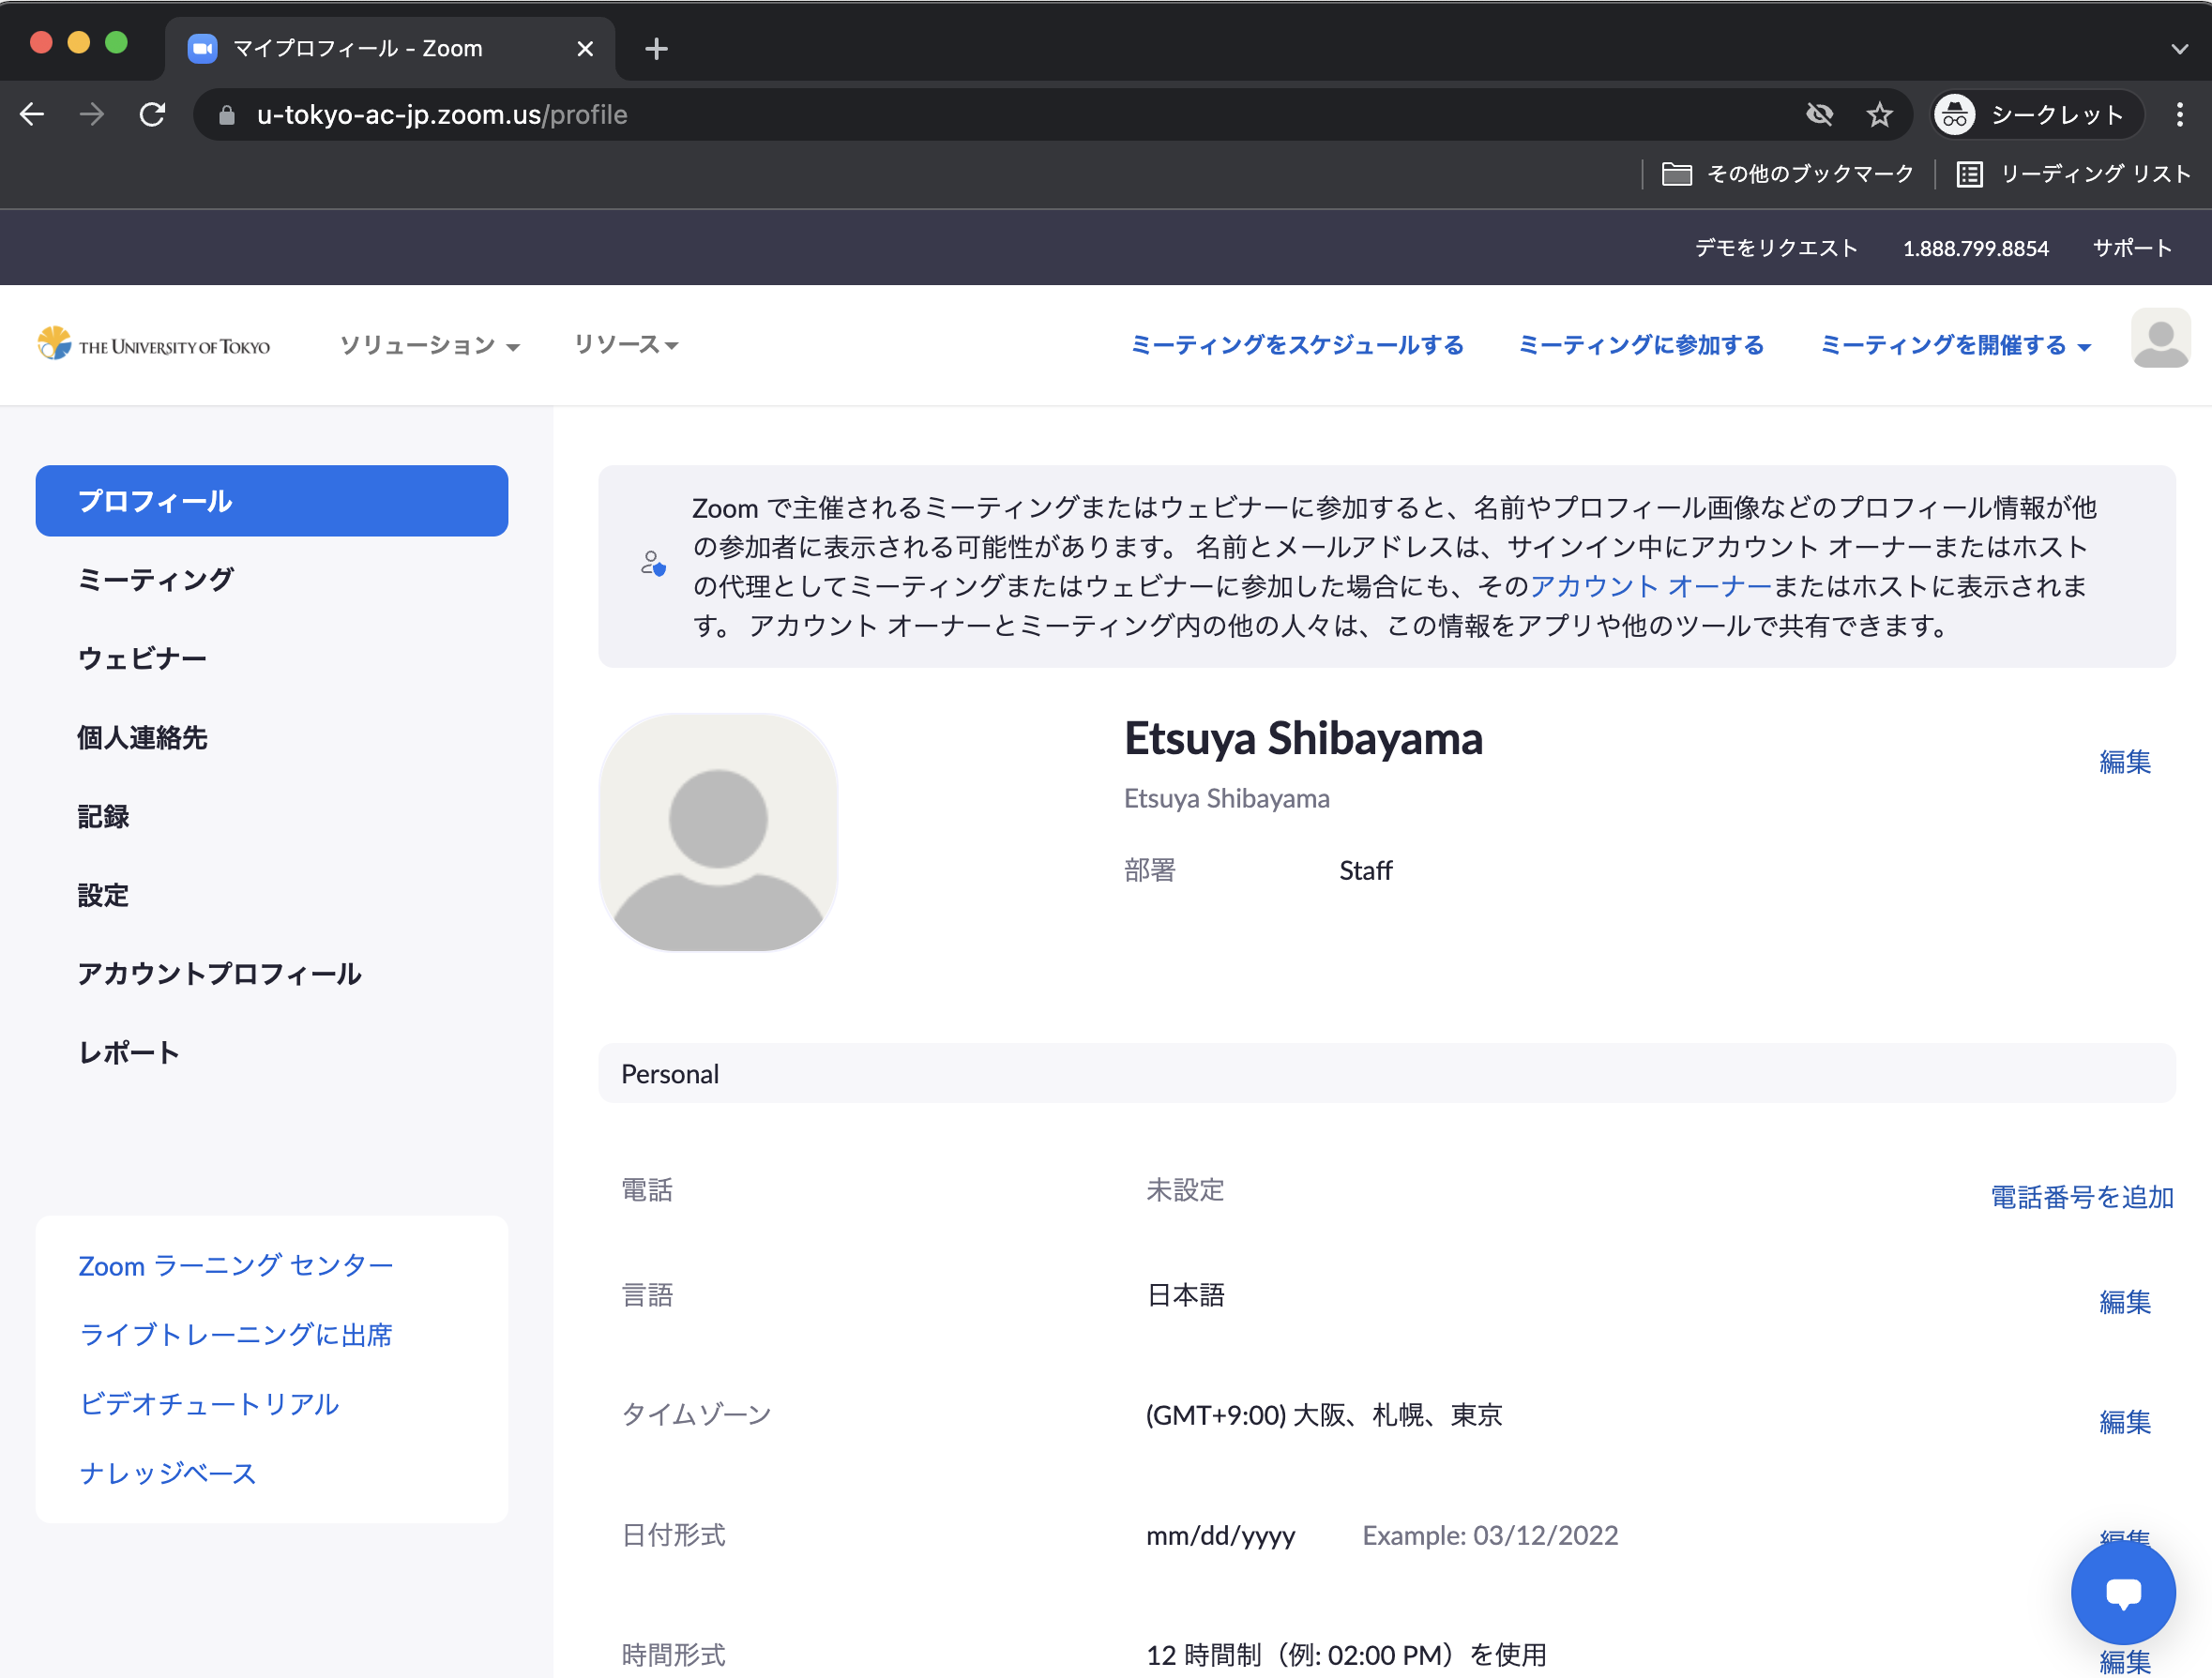 マイプロフィール - Zoom
u-tokyo-ac-jp.zoom.us/profile
シークレット
その他のブックマーク
リーディング リスト
デモをリクエスト 1.888.799.8854 サポート
THE UNIVERSITY OF TOKYO
ソリューション
リソース
ミーティングをスケジュールする
ミーティングに参加する
ミーティングを開催する
プロフィール
ミーティング
ウェビナー
個人連絡先
記録
設定
アカウントプロフィール
レポート
Zoom ラーニング センター
ライブトレーニングに出席
ビデオチュートリアル
ナレッジベース
Zoom で主催されるミーティングまたはウェビナーに参加すると、名前やプロフィール画像などのプロフィール情報が他
の参加者に表示される可能性があります。 名前とメールアドレスは、サインイン中にアカウント オーナーまたはホスト
の代理としてミーティングまたはウェビナーに参加した場合にも、そのアカウント オーナーまたはホストに表示されま
す。 アカウント オーナーとミーティング内の他の人々は、この情報をアプリや他のツールで共有できます。
Etsuya Shibayama
編集
Etsuya Shibayama
部署 Staff
Personal
電話 未設定 電話番号を追加
言語 日本語 編集
タイムゾーン (GMT+9:00) 大阪、札幌、東京 編集
日付形式 mm/dd/yyyy Example: 03/12/2022 編集
時間形式 12 時間制（例: 02:00 PM）を使用 編集